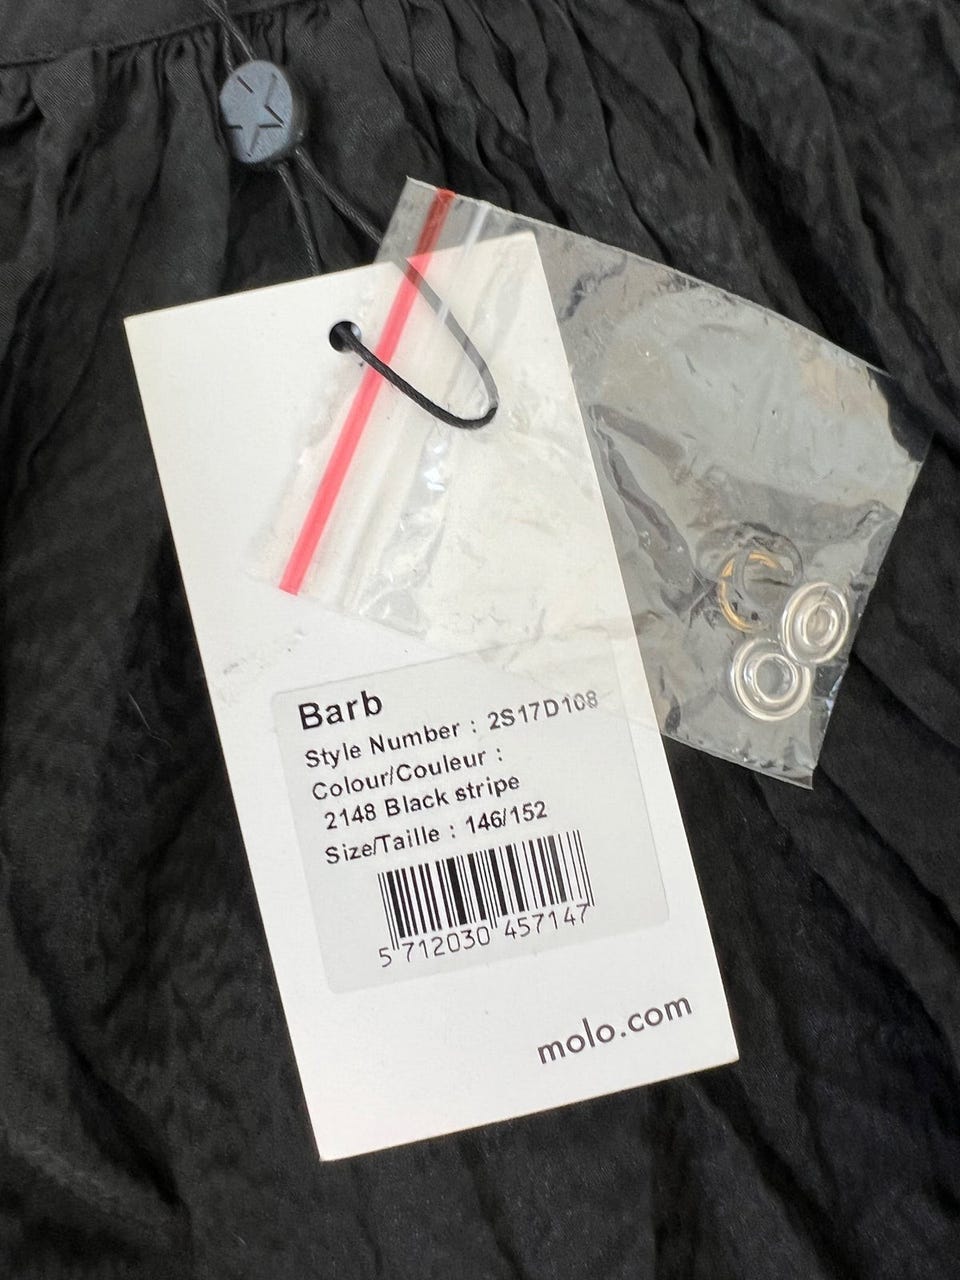 Barb
Style Number : 2S17D108
Colour/Couleur :
2148 Black stripe
Size/Taille : 146/152
5 712030 457147
molo.com